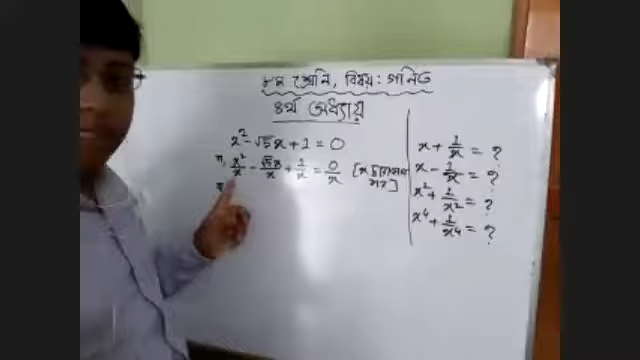 ৮ম শ্রেণি, বিষয়: গণিত
৪র্থ অধ্যায়
x² - √5x + 1 = 0
বা, x²/x - √5x/x + 1/x = 0/x
x + 1/x = ?
x - 1/x = ?
x² + 1/x² = ?
x⁴ + 1/x⁴ = ?